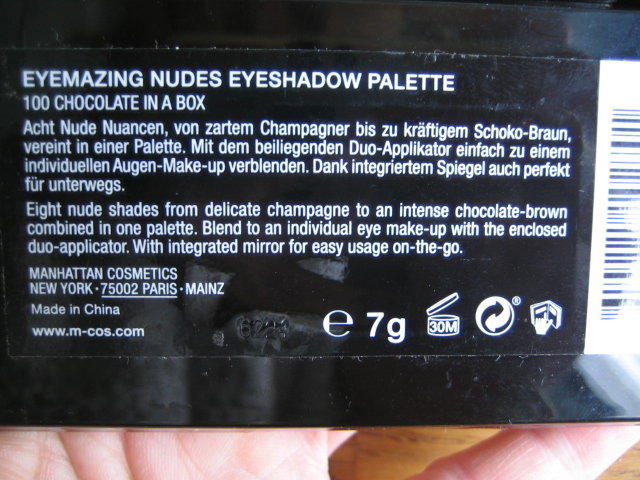 EYEMAZING NUDES EYESHADOW PALETTE
100 CHOCOLATE IN A BOX
Acht Nude Nuancen, von zartem Champagner bis zu kräftigem Schoko-Braun,
vereint in einer Palette. Mit dem beiliegenden Duo-Applikator einfach zu einem
individuellen Augen-Make-up verblenden. Dank integriertem Spiegel auch perfekt
für unterwegs.
Eight nude shades from delicate champagne to an intense chocolate-brown
combined in one palette. Blend to an individual eye make-up with the enclosed
duo-applicator. With integrated mirror for easy usage on-the-go.
MANHATTAN COSMETICS
NEW YORK · 75002 PARIS · MAINZ
Made in China
www.m-cos.com
℮ 7g 30M ®